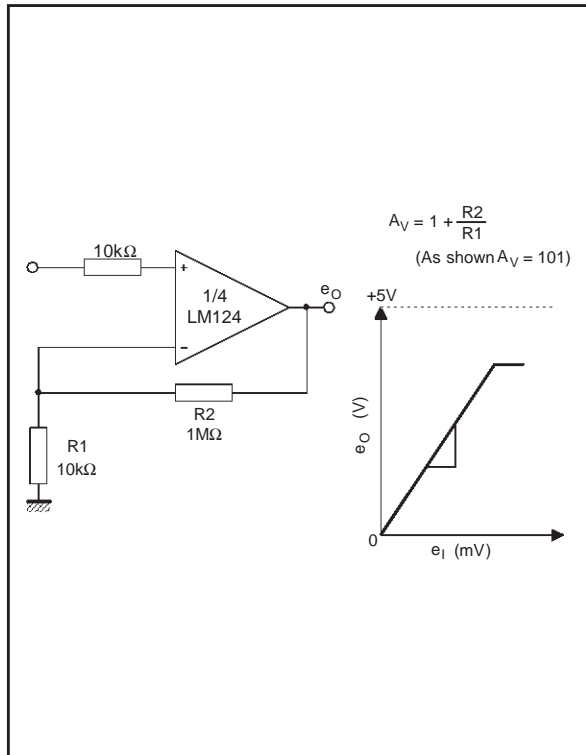 10kΩ
+
1/4
LM124
−
e_O
R2
1MΩ
R1
10kΩ
A_V = 1 + R2/R1
(As shown A_V = 101)
+5V
e_O (V)
0
e_I (mV)